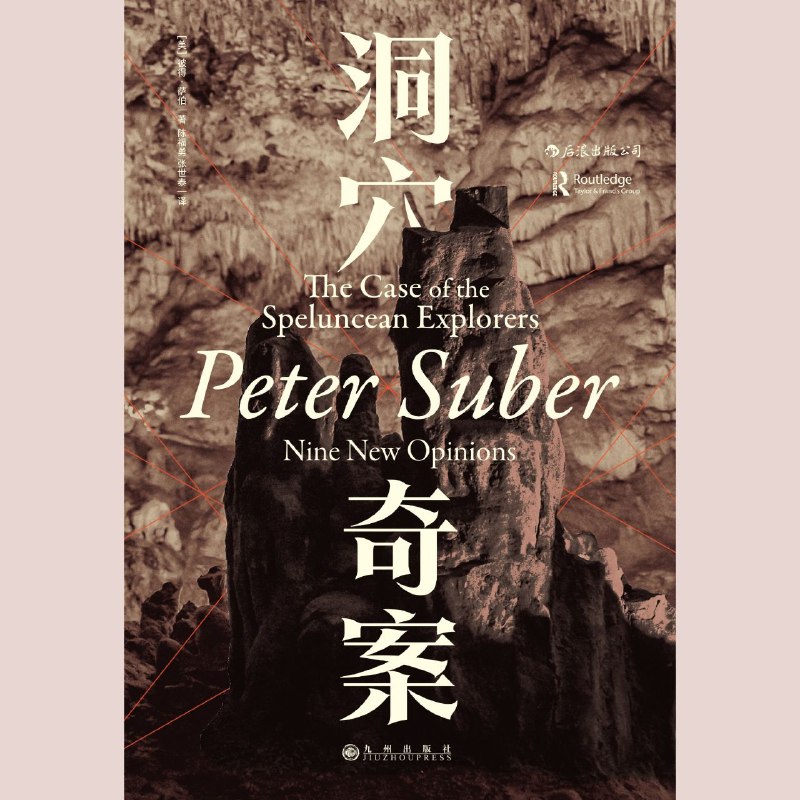 洞穴奇案
[美] 彼得·萨伯 著 陈福勇 张世泰 译
后浪出版公司
ROUTLEDGE
Routledge
Taylor & Francis Group
The Case of the
Speluncean Explorers
Peter Suber
Nine New Opinions
九州出版社
JIUZHOUPRESS